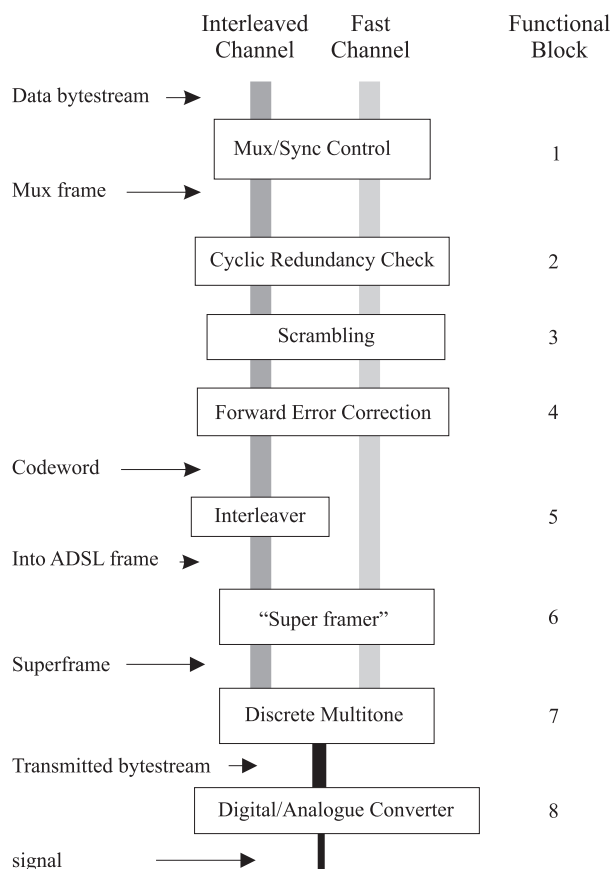 Interleaved Channel
Fast Channel
Functional Block
Data bytestream
Mux/Sync Control
1
Mux frame
Cyclic Redundancy Check
2
Scrambling
3
Forward Error Correction
4
Codeword
Interleaver
5
Into ADSL frame
“Super framer”
6
Superframe
Discrete Multitone
7
Transmitted bytestream
Digital/Analogue Converter
8
signal